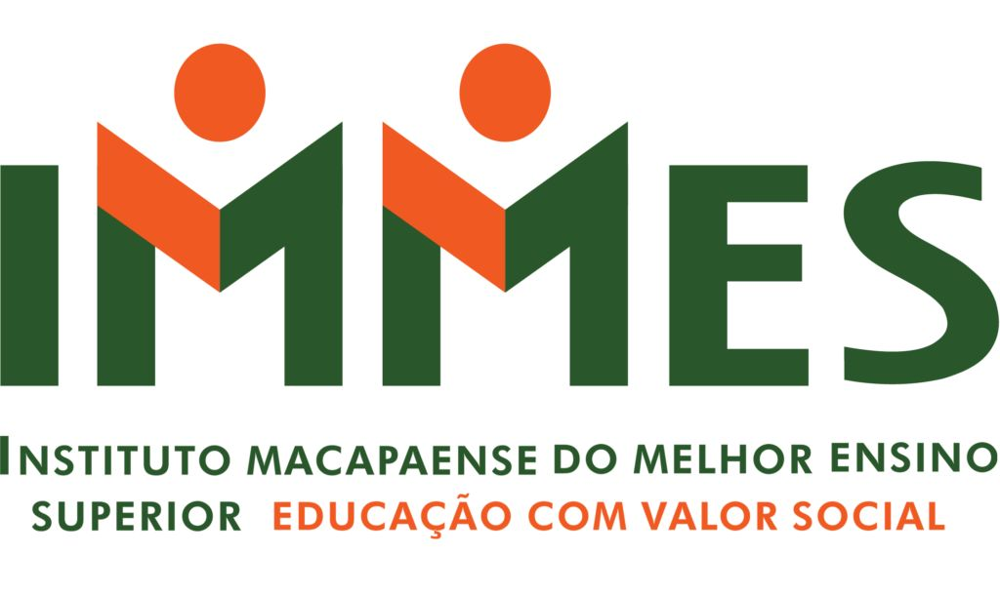 IMMES
INSTITUTO MACAPAENSE DO MELHOR ENSINO
SUPERIOR EDUCAÇÃO COM VALOR SOCIAL